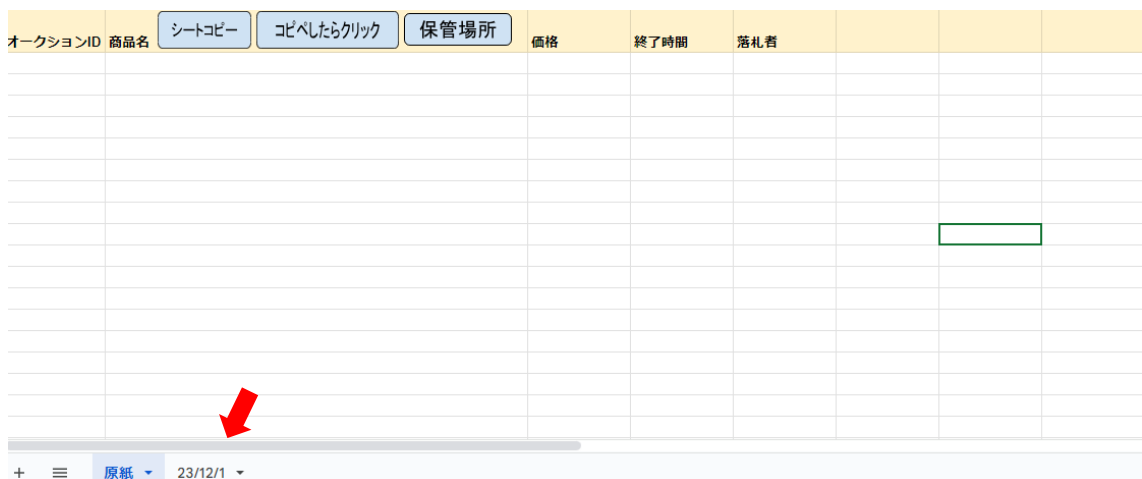 シートコピー コピペしたらクリック 保管場所
オークションID 商品名 価格 終了時間 落札者
+ ≡ 原紙 23/12/1